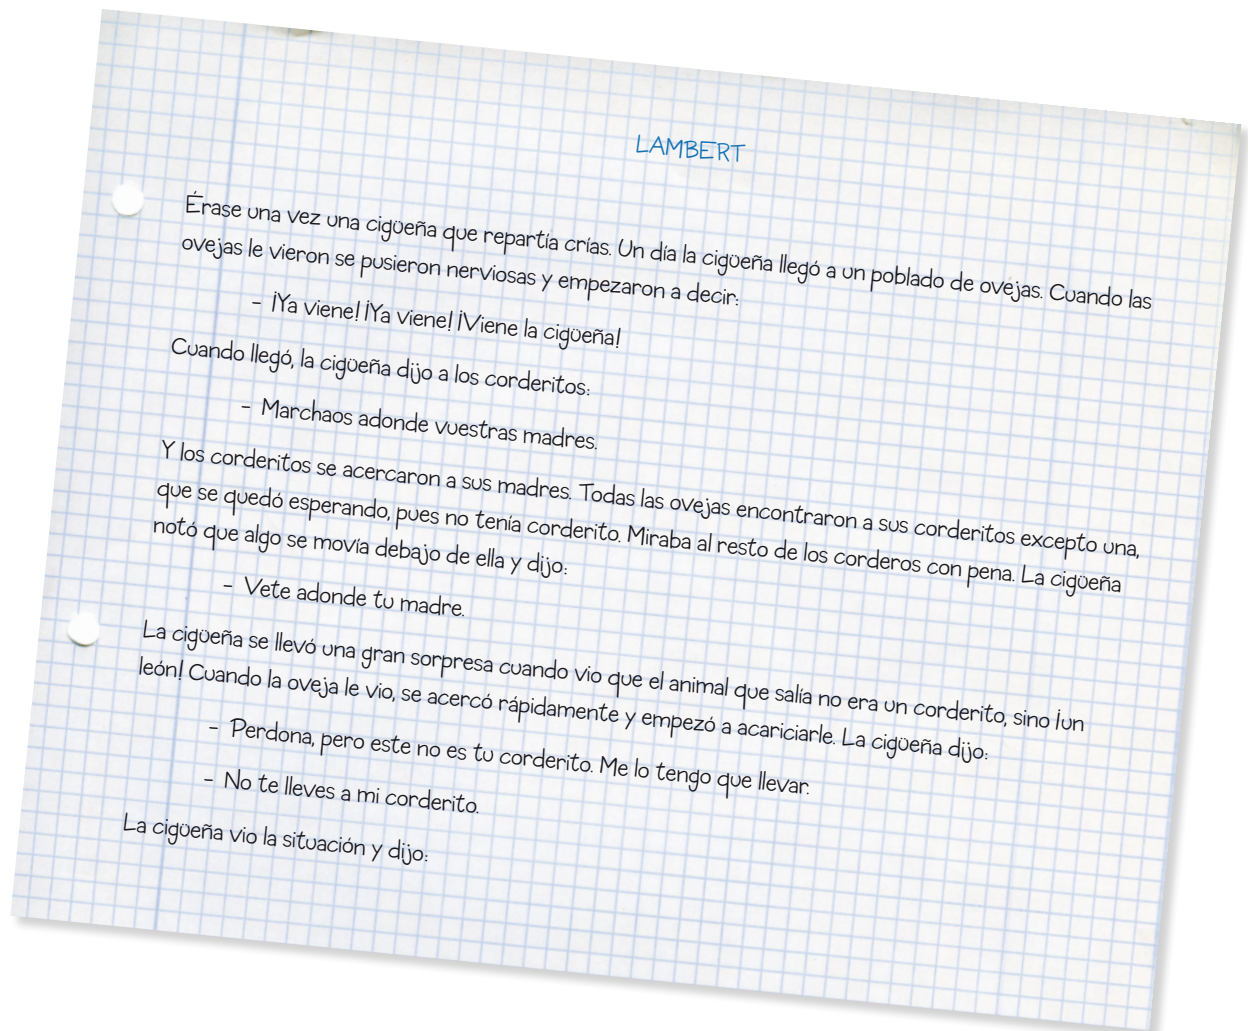 LAMBERT
Érase una vez una cigüeña que repartía crías. Un día la cigüeña llegó a un poblado de ovejas. Cuando las
ovejas le vieron se pusieron nerviosas y empezaron a decir:
- ¡Ya viene! ¡Ya viene! ¡Viene la cigüeña!
Cuando llegó, la cigüeña dijo a los corderitos:
- Marchaos adonde vuestras madres.
Y los corderitos se acercaron a sus madres. Todas las ovejas encontraron a sus corderitos excepto una,
que se quedó esperando, pues no tenía corderito. Miraba al resto de los corderos con pena. La cigüeña
notó que algo se movía debajo de ella y dijo:
- Vete adonde tu madre.
La cigüeña se llevó una gran sorpresa cuando vio que el animal que salía no era un corderito, sino ¡un
león! Cuando la oveja le vio, se acercó rápidamente y empezó a acariciarle. La cigüeña dijo:
- Perdona, pero este no es tu corderito. Me lo tengo que llevar.
- No te lleves a mi corderito.
La cigüeña vio la situación y dijo: